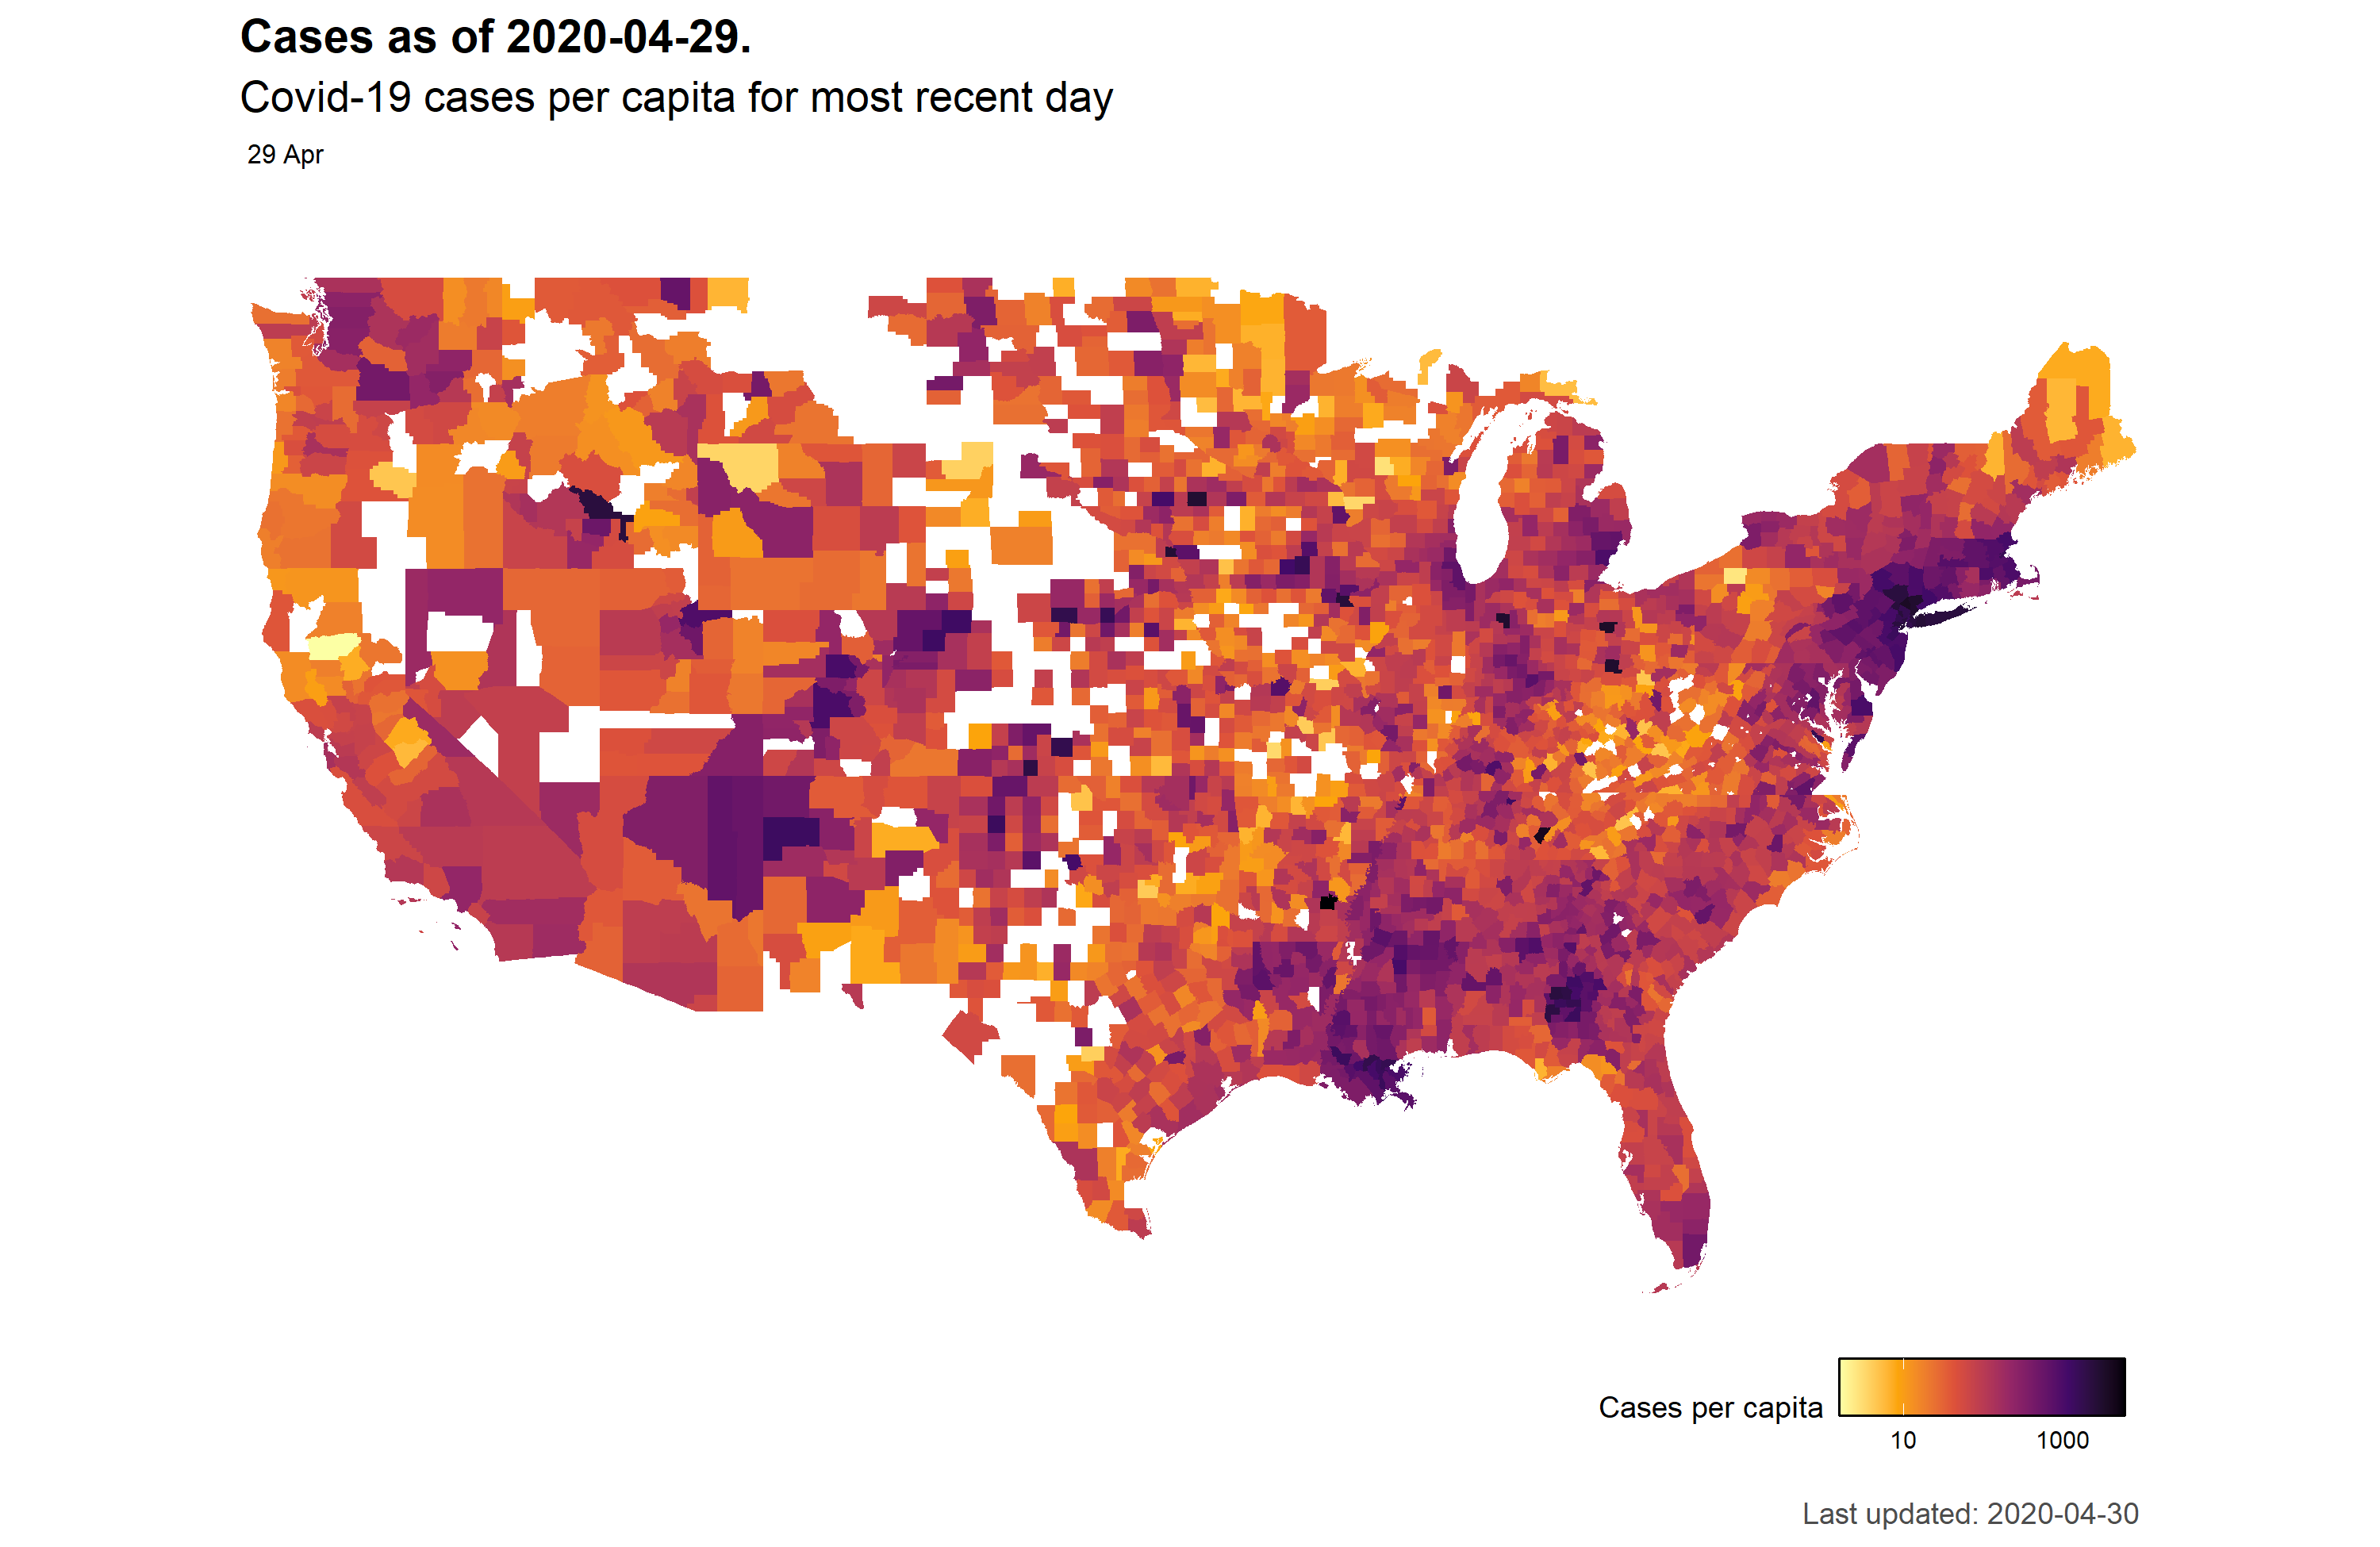 Cases as of 2020-04-29.
Covid-19 cases per capita for most recent day
29 Apr
Cases per capita
10 1000
Last updated: 2020-04-30